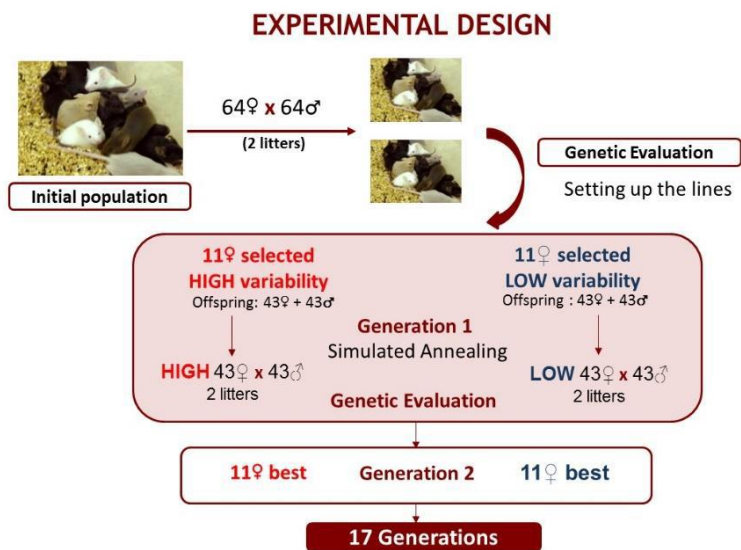 EXPERIMENTAL DESIGN
64♀ x 64♂
(2 litters)
Initial population
Genetic Evaluation
Setting up the lines
11♀ selected
HIGH variability
Offspring: 43♀ + 43♂
11♀ selected
LOW variability
Offspring : 43♀ + 43♂
Generation 1
Simulated Annealing
HIGH 43♀ x 43♂
2 litters
LOW 43♀ x 43♂
2 litters
Genetic Evaluation
11♀ best
Generation 2
11♀ best
17 Generations